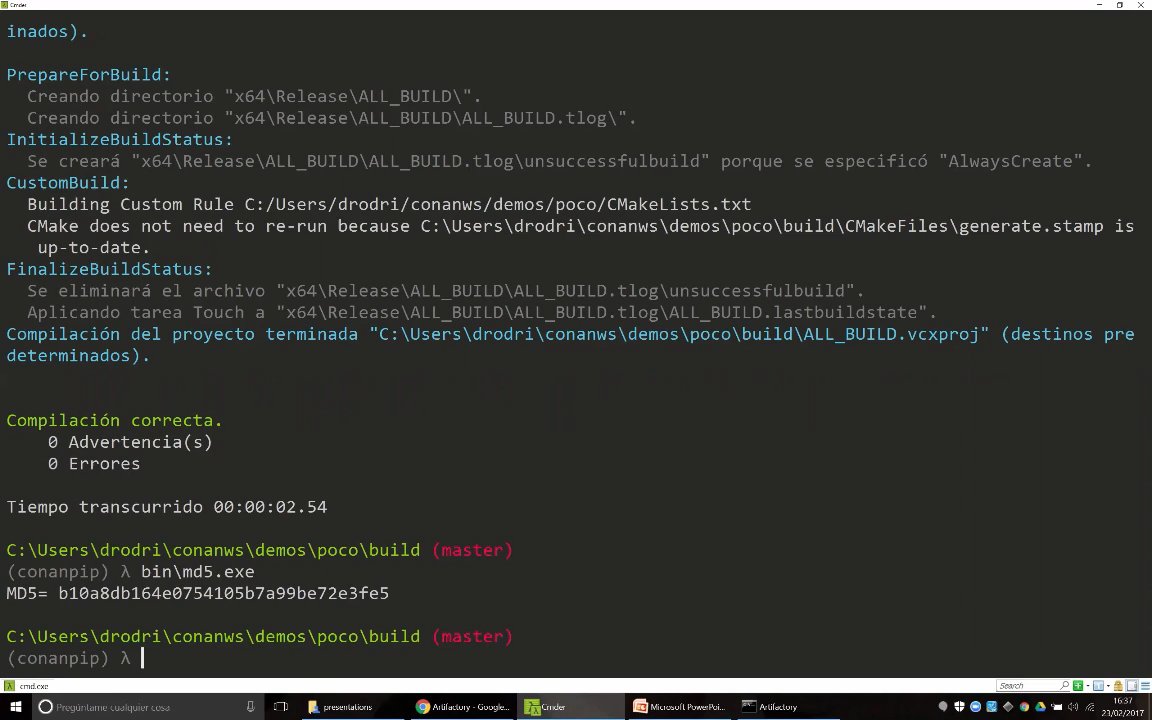 Cmder
inados).
PrepareForBuild:
Creando directorio "x64\Release\ALL_BUILD\".
Creando directorio "x64\Release\ALL_BUILD\ALL_BUILD.tlog\".
InitializeBuildStatus:
Se creará "x64\Release\ALL_BUILD\ALL_BUILD.tlog\unsuccessfulbuild" porque se especificó "AlwaysCreate".
CustomBuild:
Building Custom Rule C:/Users/drodri/conanws/demos/poco/CMakeLists.txt
CMake does not need to re-run because C:\Users\drodri\conanws\demos\poco\build\CMakeFiles\generate.stamp is
up-to-date.
FinalizeBuildStatus:
Se eliminará el archivo "x64\Release\ALL_BUILD\ALL_BUILD.tlog\unsuccessfulbuild".
Aplicando tarea Touch a "x64\Release\ALL_BUILD\ALL_BUILD.tlog\ALL_BUILD.lastbuildstate".
Compilación del proyecto terminada "C:\Users\drodri\conanws\demos\poco\build\ALL_BUILD.vcxproj" (destinos pre
determinados).
Compilación correcta.
0 Advertencia(s)
0 Errores
Tiempo transcurrido 00:00:02.54
C:\Users\drodri\conanws\demos\poco\build (master)
(conanpip) λ bin\md5.exe
MD5= b10a8db164e0754105b7a99be72e3fe5
C:\Users\drodri\conanws\demos\poco\build (master)
(conanpip) λ
cmd.exe
Search
Pregúntame cualquier cosa
presentations
Artifactory - Google...
Cmder
Microsoft PowerPoi...
Artifactory
16:37
23/02/2017